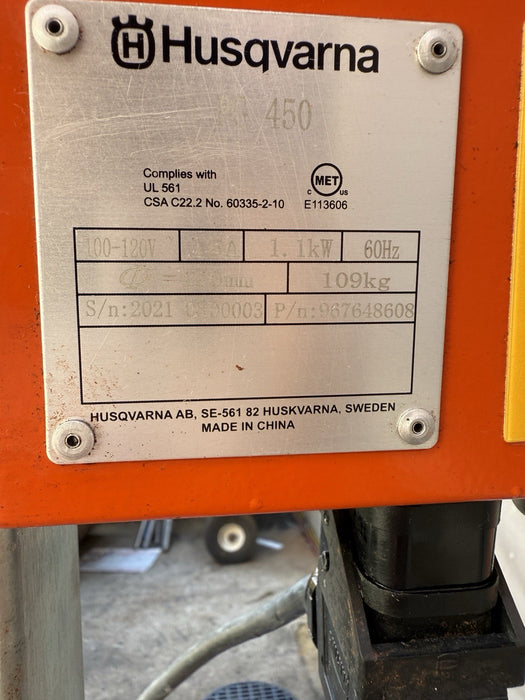 Husqvarna
450
Complies with
UL 561
CSA C22.2 No. 60335-2-10
MET
C US
E113606
100-120V 1.1kW 60Hz
109kg
S/n:2021 P/n:967648608
HUSQVARNA AB, SE-561 82 HUSKVARNA, SWEDEN
MADE IN CHINA